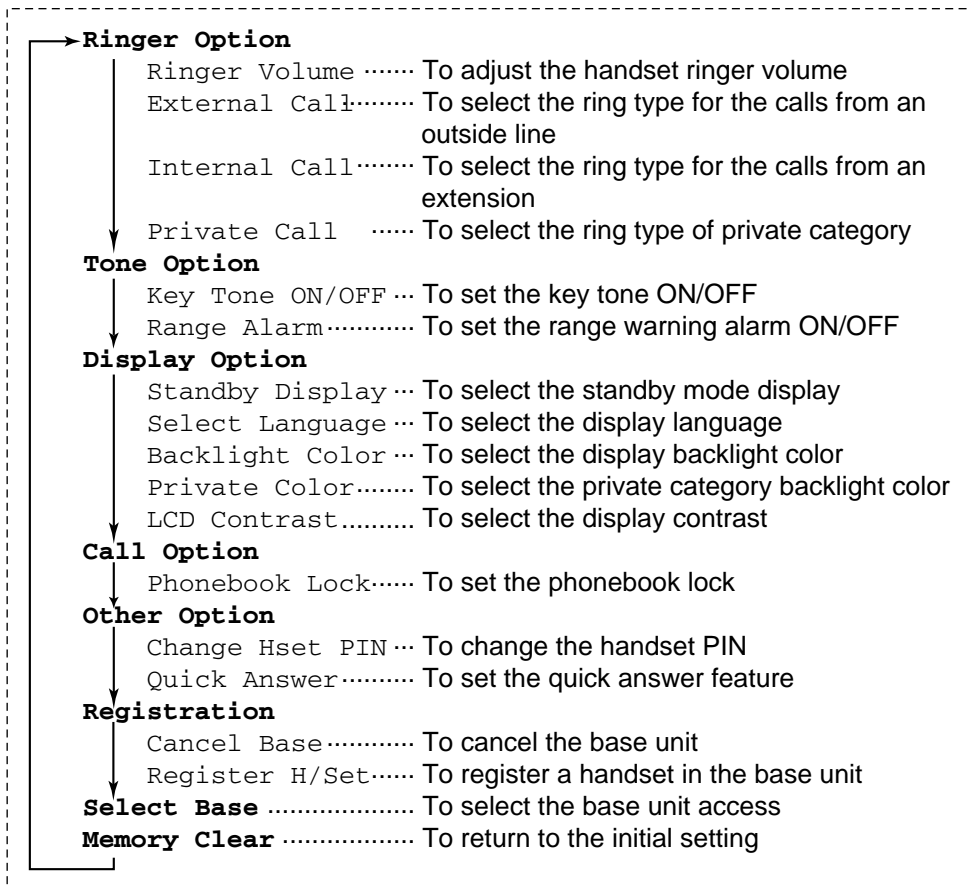 Ringer Option
Ringer Volume ······· To adjust the handset ringer volume
External Call ········· To select the ring type for the calls from an
outside line
Internal Call ········ To select the ring type for the calls from an
extension
Private Call ······ To select the ring type of private category
Tone Option
Key Tone ON/OFF ··· To set the key tone ON/OFF
Range Alarm ············ To set the range warning alarm ON/OFF
Display Option
Standby Display ··· To select the standby mode display
Select Language ··· To select the display language
Backlight Color ··· To select the display backlight color
Private Color ········ To select the private category backlight color
LCD Contrast .......... To select the display contrast
Call Option
Phonebook Lock ······ To set the phonebook lock
Other Option
Change Hset PIN ··· To change the handset PIN
Quick Answer ·········· To set the quick answer feature
Registration
Cancel Base ············ To cancel the base unit
Register H/Set ······ To register a handset in the base unit
Select Base ···················· To select the base unit access
Memory Clear ·················· To return to the initial setting